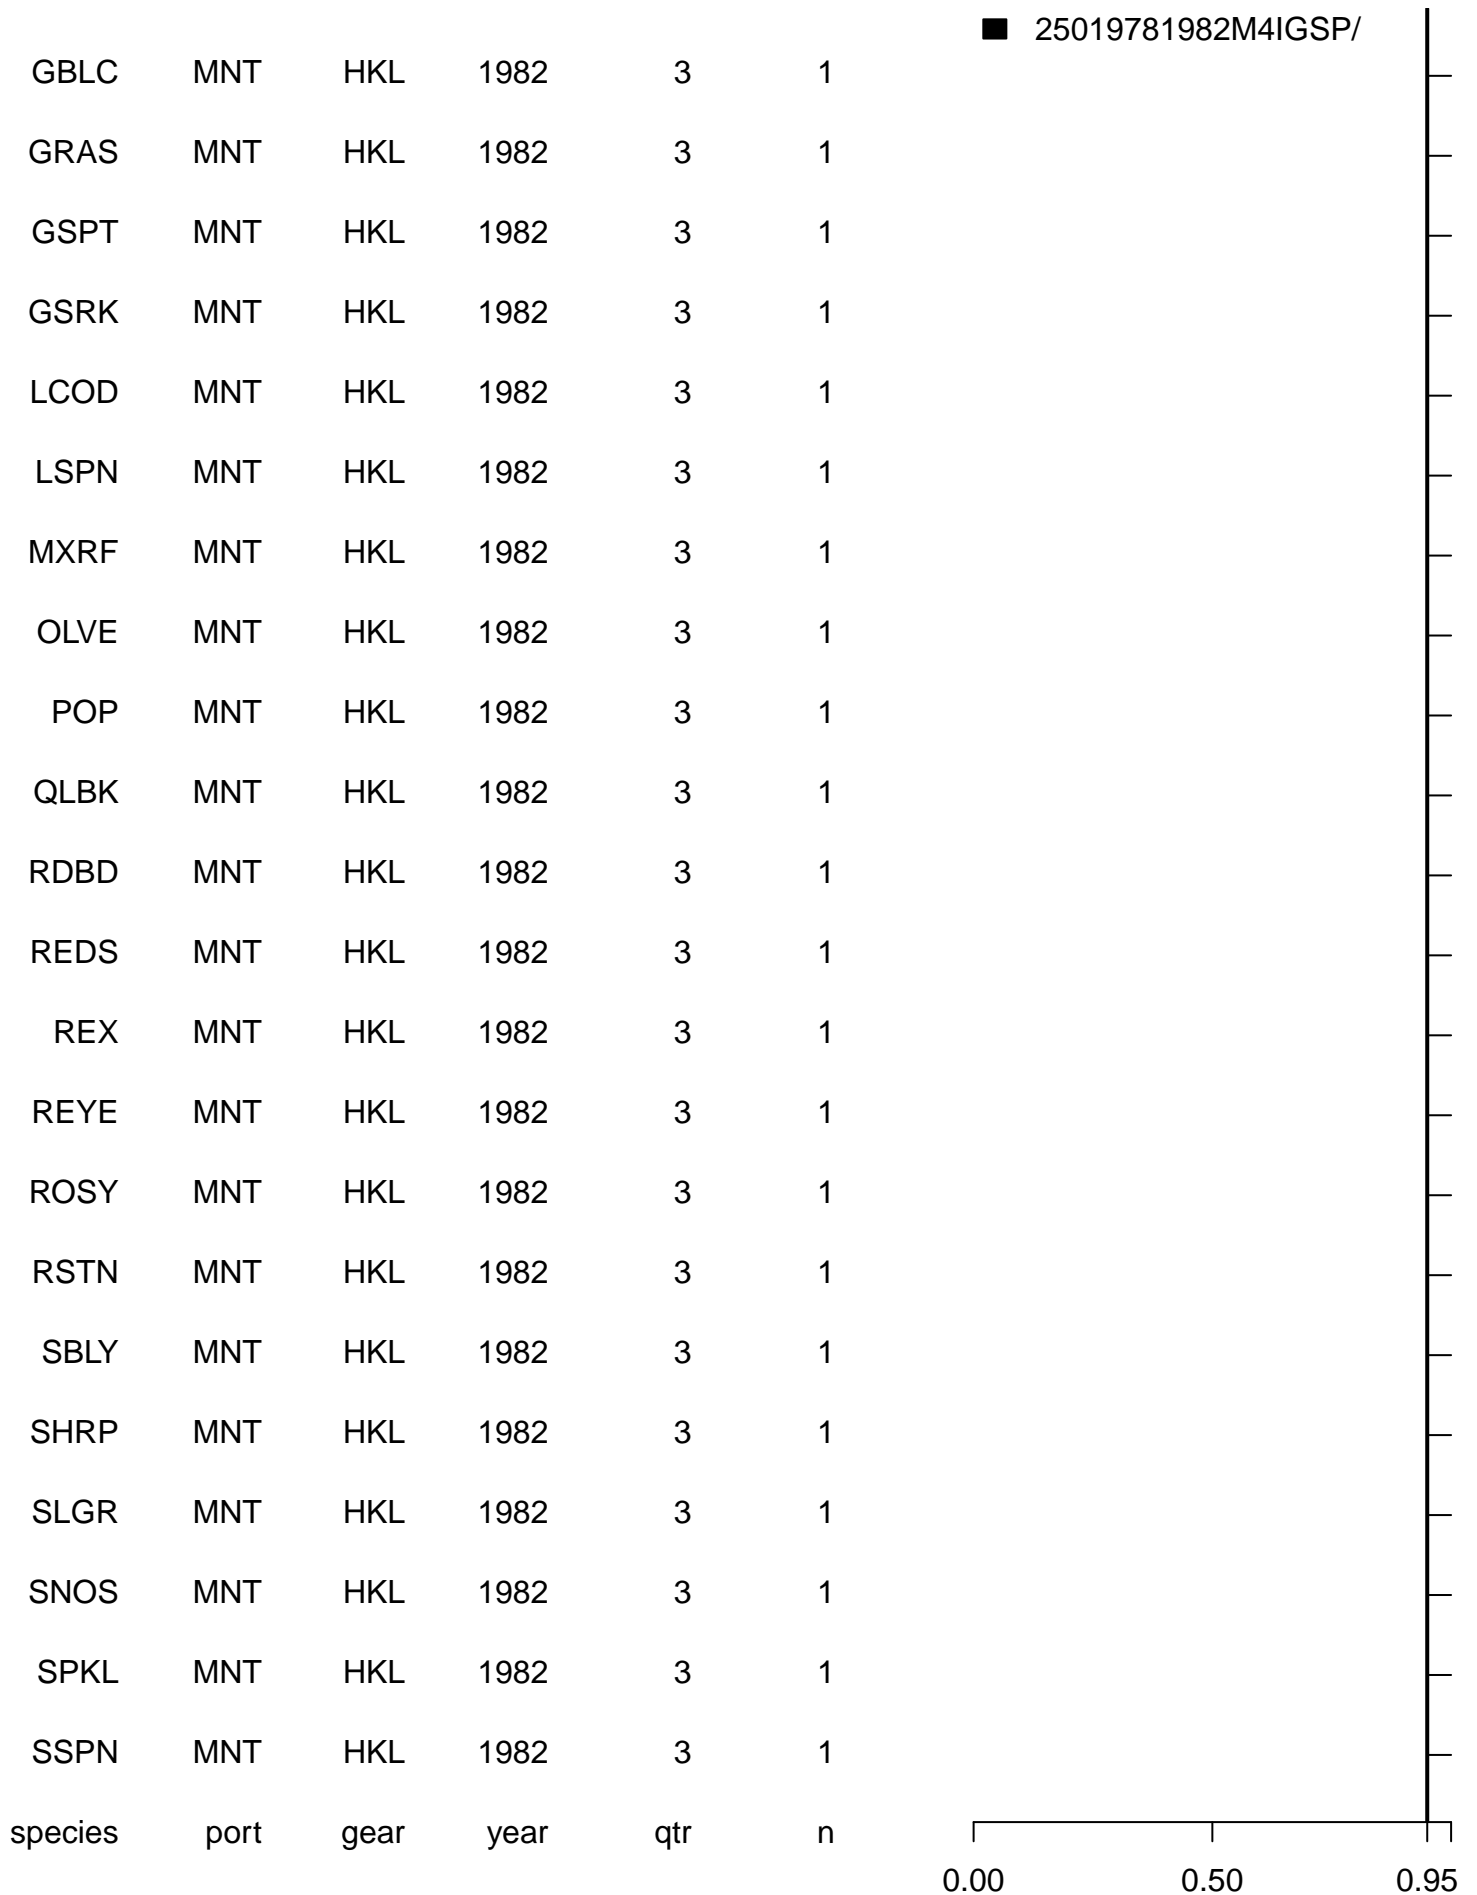 25019781982M4IGSP/
GBLC MNT HKL 1982 3 1
GRAS MNT HKL 1982 3 1
GSPT MNT HKL 1982 3 1
GSRK MNT HKL 1982 3 1
LCOD MNT HKL 1982 3 1
LSPN MNT HKL 1982 3 1
MXRF MNT HKL 1982 3 1
OLVE MNT HKL 1982 3 1
POP MNT HKL 1982 3 1
QLBK MNT HKL 1982 3 1
RDBD MNT HKL 1982 3 1
REDS MNT HKL 1982 3 1
REX MNT HKL 1982 3 1
REYE MNT HKL 1982 3 1
ROSY MNT HKL 1982 3 1
RSTN MNT HKL 1982 3 1
SBLY MNT HKL 1982 3 1
SHRP MNT HKL 1982 3 1
SLGR MNT HKL 1982 3 1
SNOS MNT HKL 1982 3 1
SPKL MNT HKL 1982 3 1
SSPN MNT HKL 1982 3 1
species port gear year qtr n
0.00 0.50 0.95